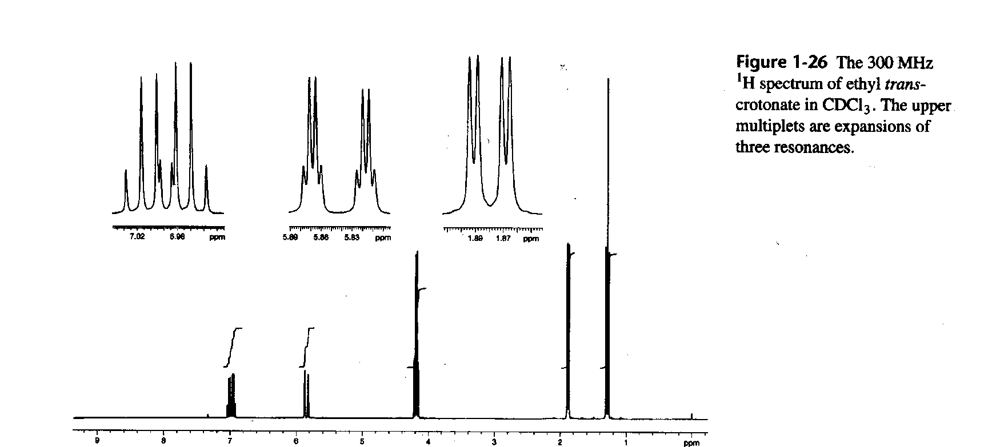 Figure 1-26 The 300 MHz
¹H spectrum of ethyl trans-
crotonate in CDCl₃. The upper
multiplets are expansions of
three resonances.
7.02 6.98 ppm
5.89 5.86 5.83 ppm
1.89 1.87 ppm
9 8 7 6 5 4 3 2 1 ppm